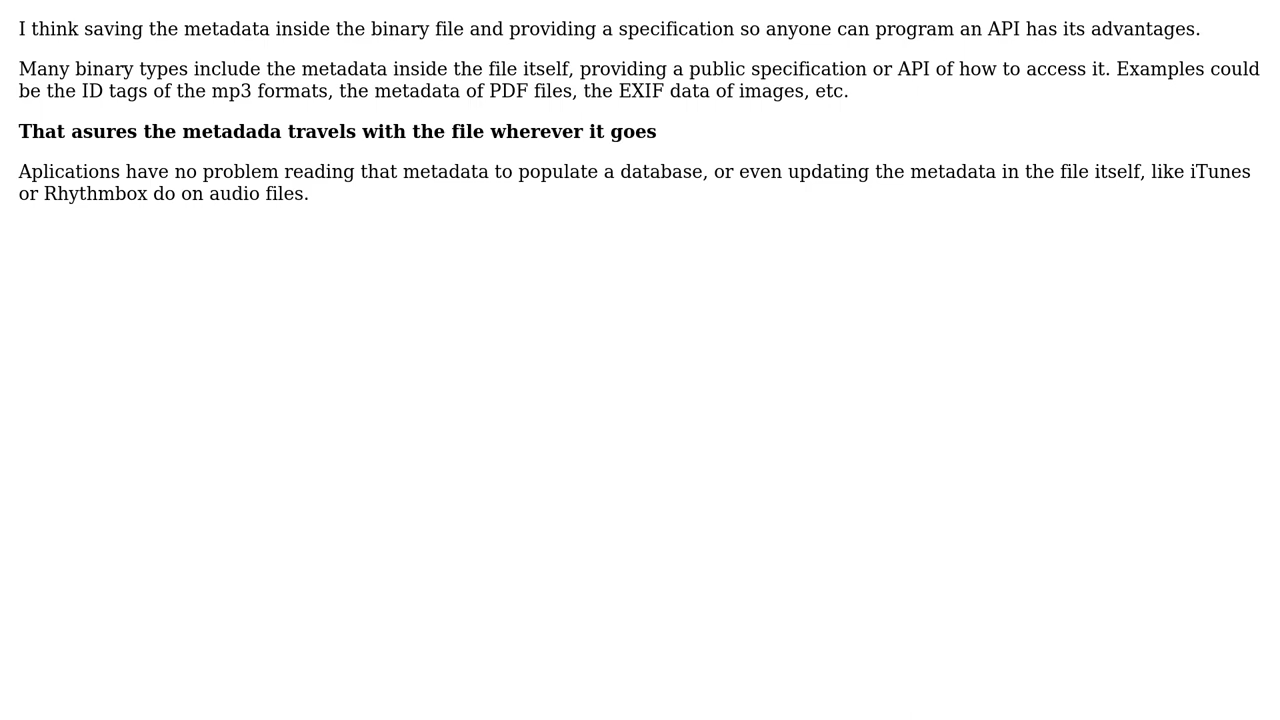 I think saving the metadata inside the binary file and providing a specification so anyone can program an API has its advantages.
Many binary types include the metadata inside the file itself, providing a public specification or API of how to access it. Examples could
be the ID tags of the mp3 formats, the metadata of PDF files, the EXIF data of images, etc.
That asures the metadada travels with the file wherever it goes
Aplications have no problem reading that metadata to populate a database, or even updating the metadata in the file itself, like iTunes
or Rhythmbox do on audio files.